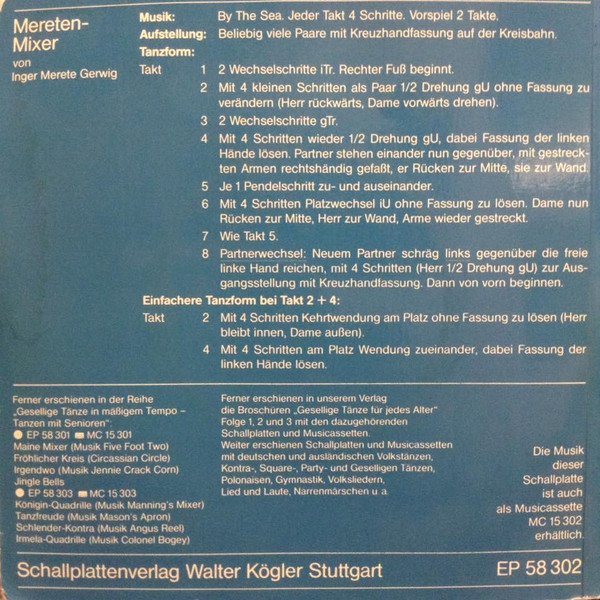 Mereten-
Mixer
von
Inger Merete Gerwig
Musik: By The Sea. Jeder Takt 4 Schritte. Vorspiel 2 Takte.
Aufstellung: Beliebig viele Paare mit Kreuzhandfassung auf der Kreisbahn.
Tanzform:
Takt 1 2 Wechselschritte iTr. Rechter Fuß beginnt.
2 Mit 4 kleinen Schritten als Paar 1/2 Drehung gU ohne Fassung zu
verändern (Herr rückwärts, Dame vorwärts drehen).
3 2 Wechselschritte gTr.
4 Mit 4 Schritten wieder 1/2 Drehung gU, dabei Fassung der linken
Hände lösen. Partner stehen einander nun gegenüber, mit gestreck-
ten Armen rechtshändig gefaßt, er Rücken zur Mitte, sie zur Wand.
5 Je 1 Pendelschritt zu- und auseinander.
6 Mit 4 Schritten Platzwechsel iU ohne Fassung zu lösen. Dame nun
Rücken zur Mitte, Herr zur Wand, Arme wieder gestreckt.
7 Wie Takt 5.
8 Partnerwechsel: Neuem Partner schräg links gegenüber die freie
linke Hand reichen, mit 4 Schritten (Herr 1/2 Drehung gU) zur Aus-
gangsstellung mit Kreuzhandfassung. Dann von vorn beginnen.
Einfachere Tanzform bei Takt 2 + 4:
Takt 2 Mit 4 Schritten Kehrtwendung am Platz ohne Fassung zu lösen (Herr
bleibt innen, Dame außen).
4 Mit 4 Schritten am Platz Wendung zueinander, dabei Fassung der
linken Hände lösen.
Ferner erschienen in der Reihe
„Gesellige Tänze in mäßigem Tempo –
Tanzen mit Senioren":
EP 58 301 MC 15 301
Maine Mixer (Musik Five Foot Two)
Fröhlicher Kreis (Circassian Circle)
Irgendwo (Musik Jennie Crack Corn)
Jingle Bells
EP 58 303 MC 15 303
Königin-Quadrille (Musik Manning's Mixer)
Tanzfreude (Musik Mason's Apron)
Schlender-Kontra (Musik Angus Reel)
Irmela-Quadrille (Musik Colonel Bogey)
Ferner erschienen in unserem Verlag
die Broschüren „Gesellige Tänze für jedes Alter"
Folge 1, 2 und 3 mit den dazugehörenden
Schallplatten und Musicassetten.
Weiter erschienen Schallplatten und Musicassetten
mit deutschen und ausländischen Volkstänzen,
Kontra-, Square-, Party- und Geselligen Tänzen,
Polonaisen, Gymnastik, Volksliedern,
Lied und Laute, Narrenmärschen u. a.
Die Musik
dieser
Schallplatte
ist auch
als Musicassette
MC 15 302
erhältlich.
Schallplattenverlag Walter Kögler Stuttgart EP 58 302